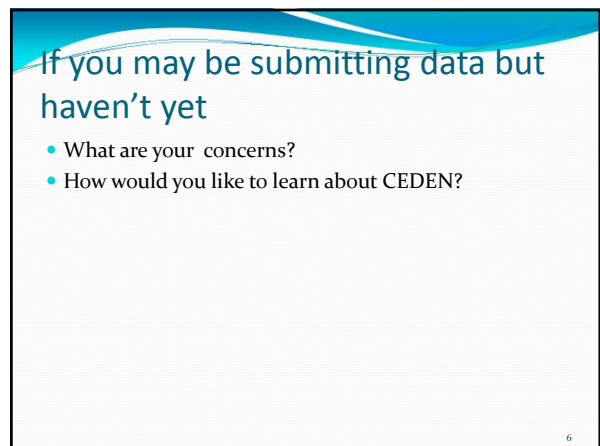 If you may be submitting data but
haven’t yet
• What are your  concerns?
• How would you like to learn about CEDEN?
6